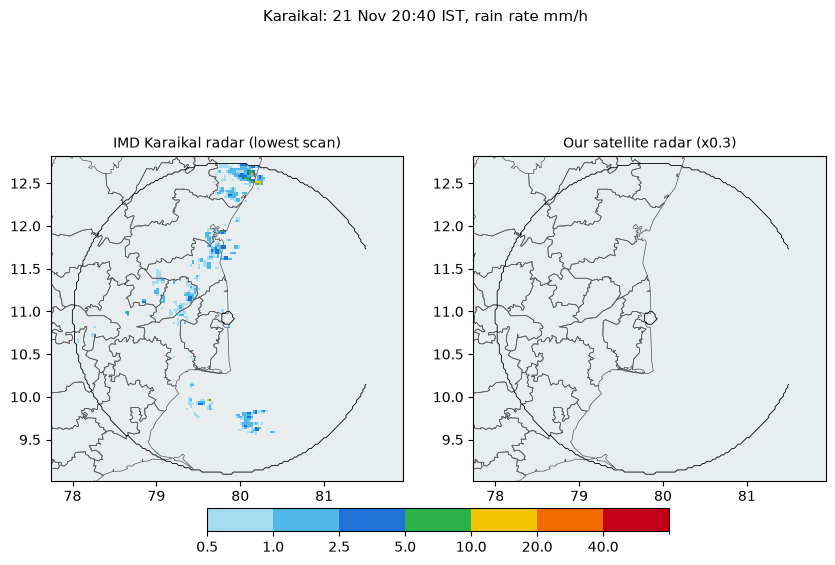 Karaikal: 21 Nov 20:40 IST, rain rate mm/h
IMD Karaikal radar (lowest scan)
Our satellite radar (x0.3)
12.5
12.0
11.5
11.0
10.5
10.0
9.5
78 79 80 81
12.5
12.0
11.5
11.0
10.5
10.0
9.5
78 79 80 81
0.5 1.0 2.5 5.0 10.0 20.0 40.0